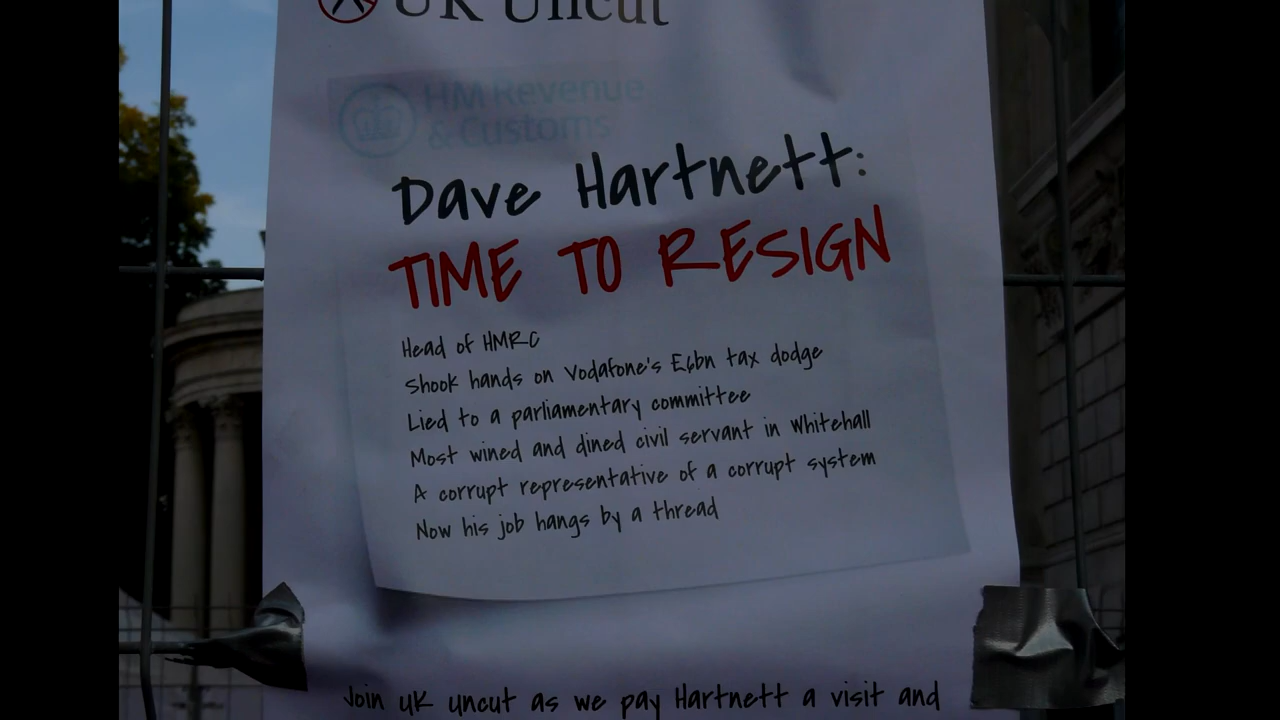 UK Uncut
HM Revenue
& Customs
Dave Hartnett:
TIME TO RESIGN
Head of HMRC
Shook hands on Vodafone's £6bn tax dodge
Lied to a parliamentary committee
Most wined and dined civil servant in Whitehall
A corrupt representative of a corrupt system
Now his job hangs by a thread
Join UK Uncut as we pay Hartnett a visit and